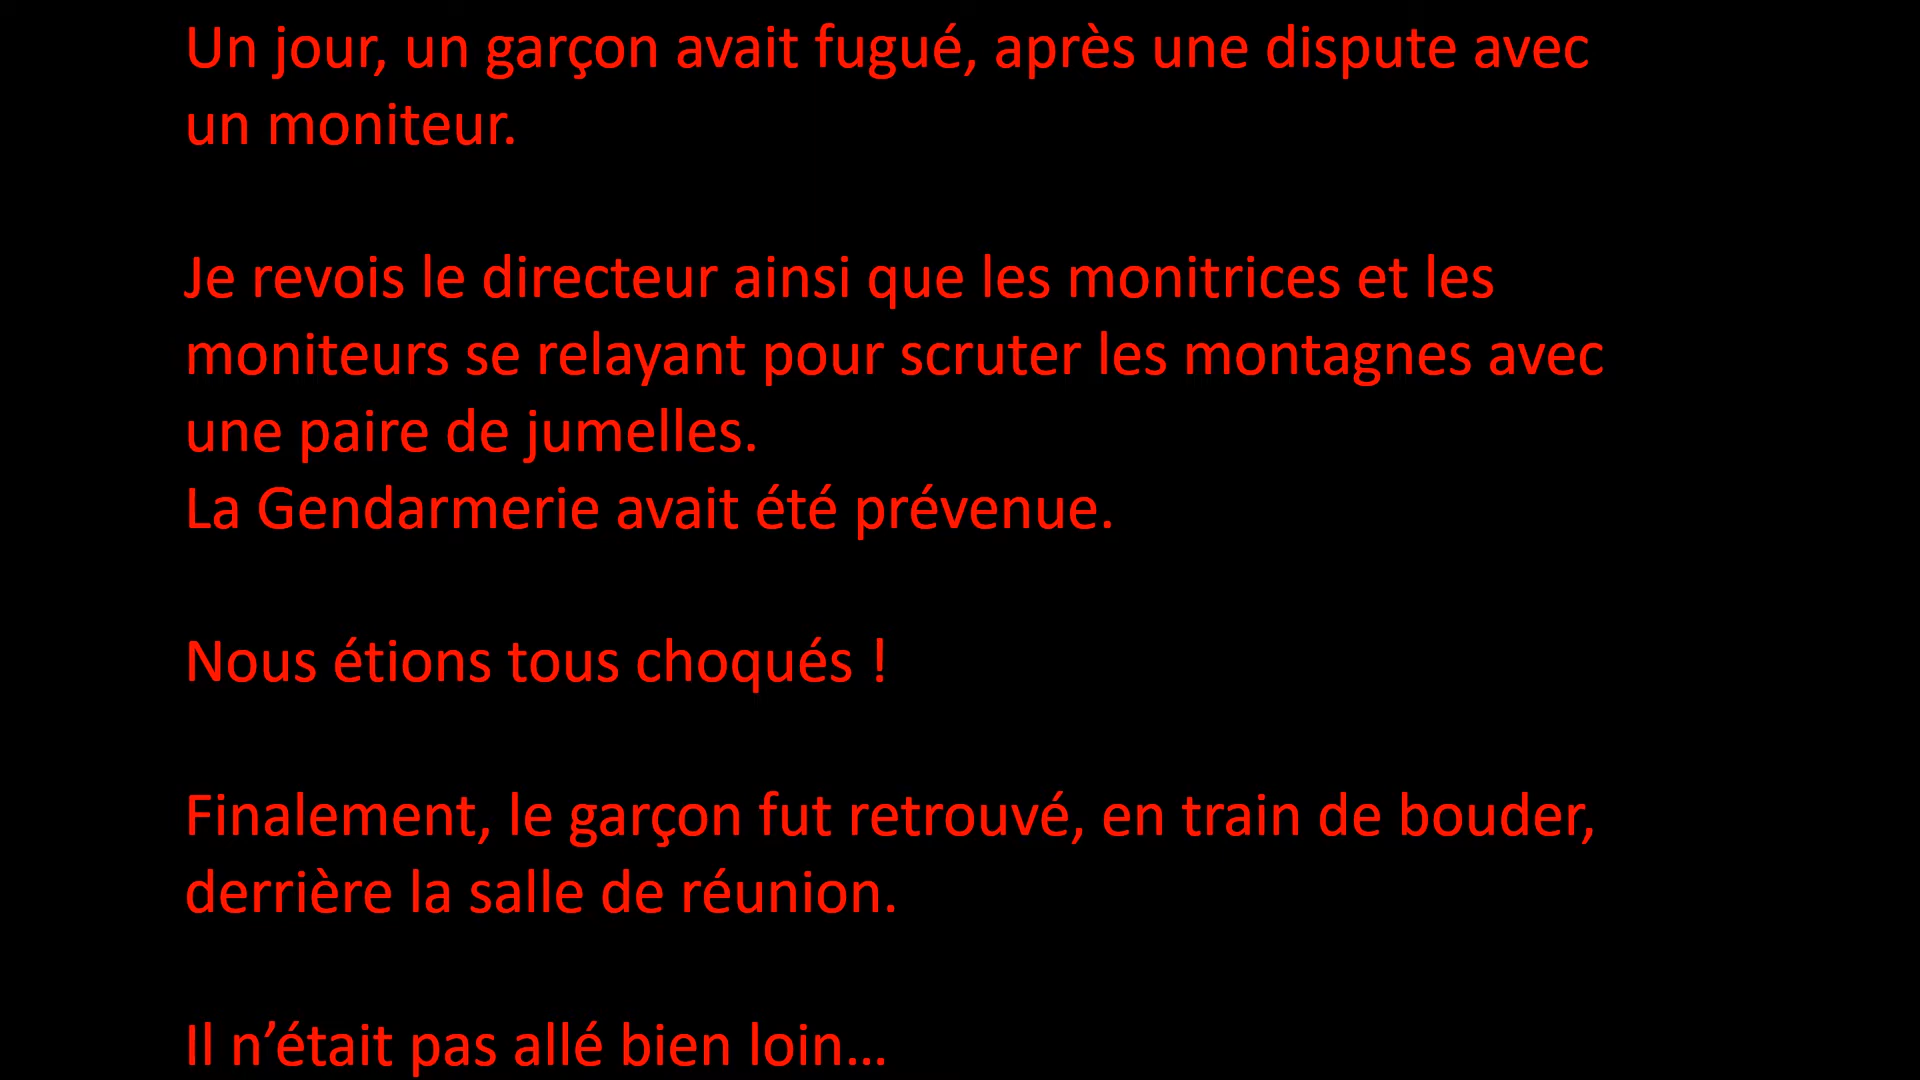 Un jour, un garçon avait fugué, après une dispute avec
un moniteur.
Je revois le directeur ainsi que les monitrices et les
moniteurs se relayant pour scruter les montagnes avec
une paire de jumelles.
La Gendarmerie avait été prévenue.
Nous étions tous choqués !
Finalement, le garçon fut retrouvé, en train de bouder,
derrière la salle de réunion.
Il n’était pas allé bien loin…